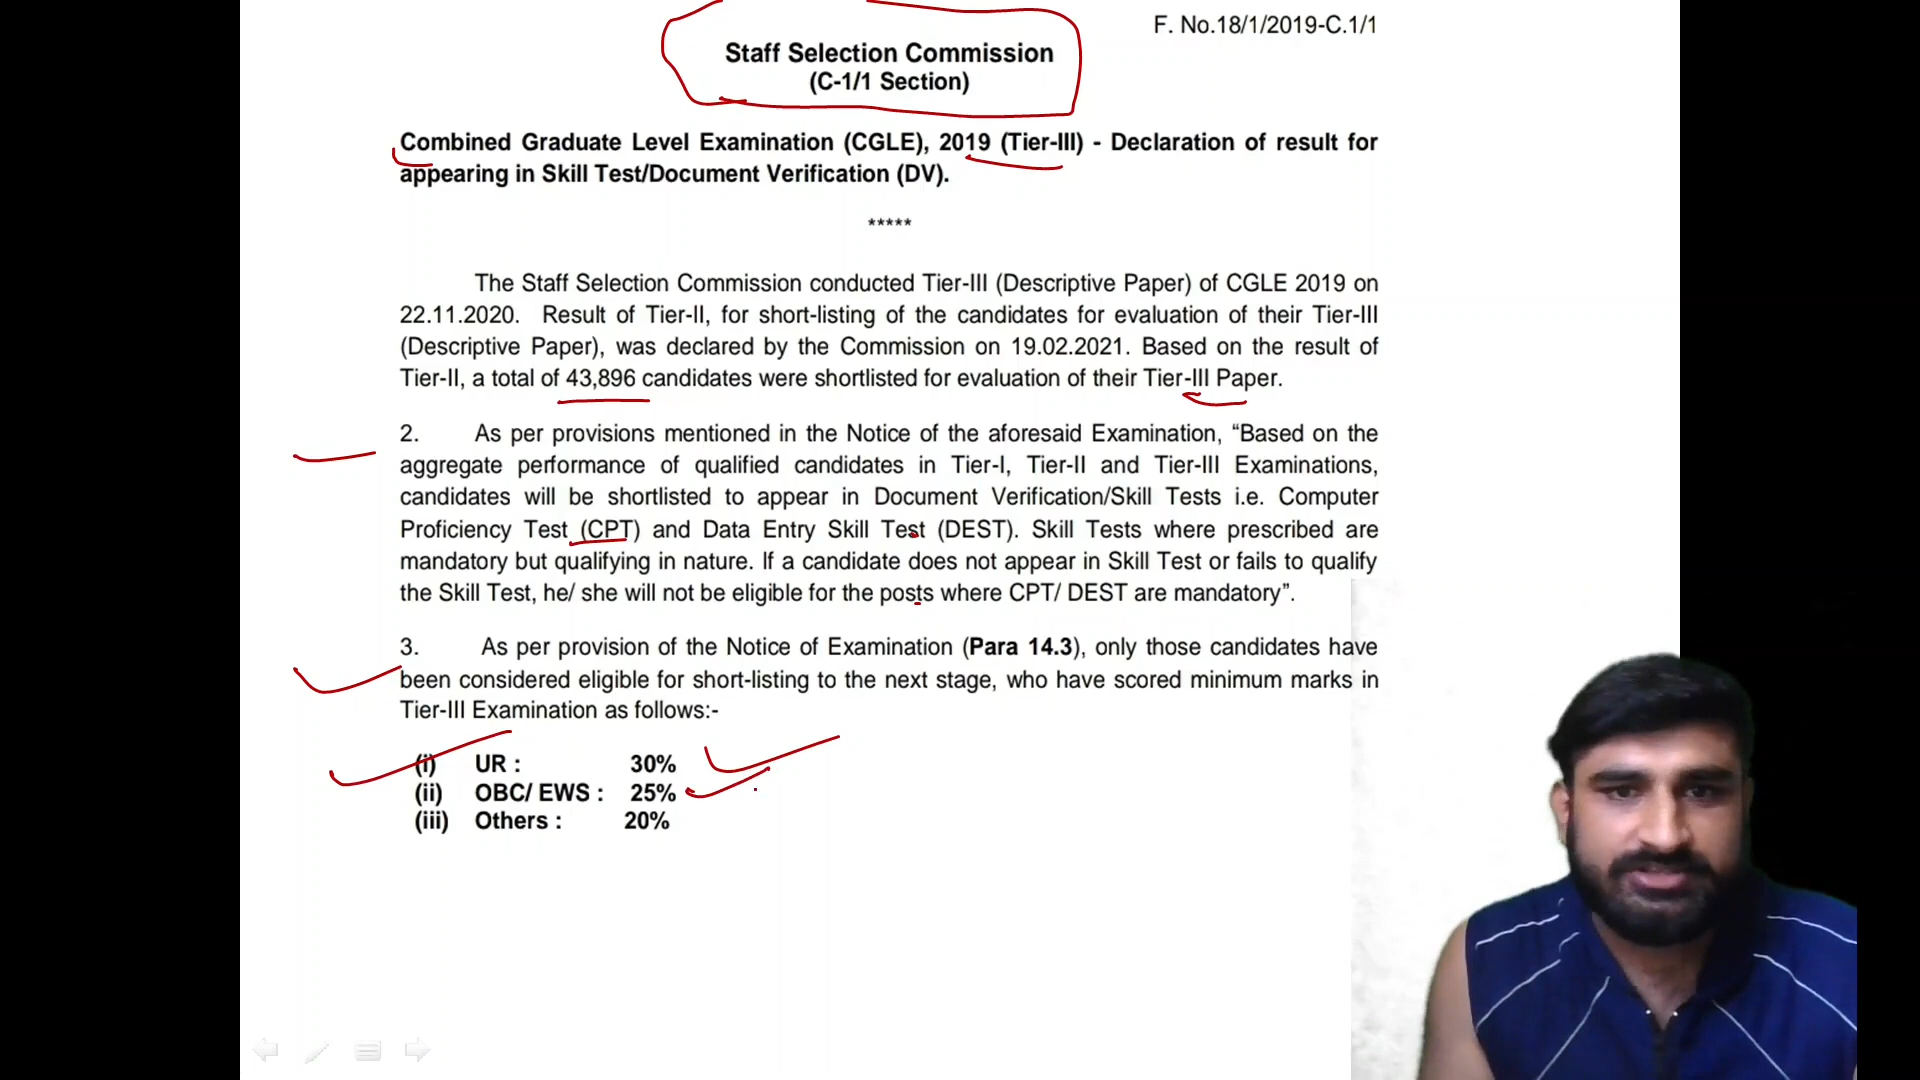 F. No.18/1/2019-C.1/1
Staff Selection Commission
(C-1/1 Section)
Combined Graduate Level Examination (CGLE), 2019 (Tier-III) - Declaration of result for
appearing in Skill Test/Document Verification (DV).
*****
The Staff Selection Commission conducted Tier-III (Descriptive Paper) of CGLE 2019 on
22.11.2020. Result of Tier-II, for short-listing of the candidates for evaluation of their Tier-III
(Descriptive Paper), was declared by the Commission on 19.02.2021. Based on the result of
Tier-II, a total of 43,896 candidates were shortlisted for evaluation of their Tier-III Paper.
2. As per provisions mentioned in the Notice of the aforesaid Examination, “Based on the
aggregate performance of qualified candidates in Tier-I, Tier-II and Tier-III Examinations,
candidates will be shortlisted to appear in Document Verification/Skill Tests i.e. Computer
Proficiency Test (CPT) and Data Entry Skill Test (DEST). Skill Tests where prescribed are
mandatory but qualifying in nature. If a candidate does not appear in Skill Test or fails to qualify
the Skill Test, he/ she will not be eligible for the posts where CPT/ DEST are mandatory”.
3. As per provision of the Notice of Examination (Para 14.3), only those candidates have
been considered eligible for short-listing to the next stage, who have scored minimum marks in
Tier-III Examination as follows:-
(i) UR : 30%
(ii) OBC/ EWS : 25%
(iii) Others : 20%